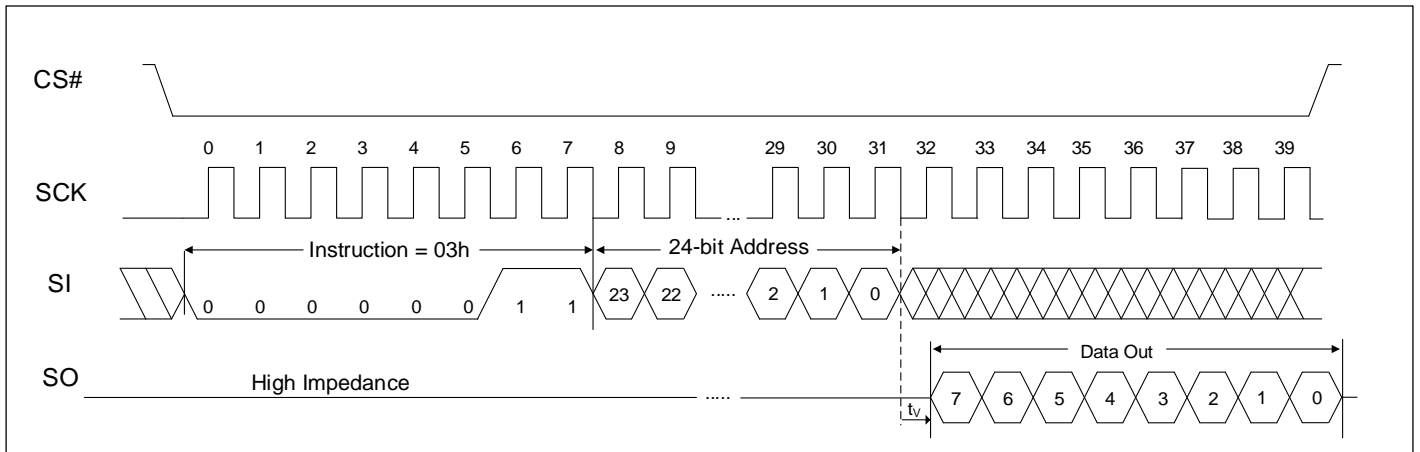 CS#
0 1 2 3 4 5 6 7 8 9 29 30 31 32 33 34 35 36 37 38 39
SCK ...
Instruction = 03h 24-bit Address
SI 0 0 0 0 0 0 1 1 23 22 ..... 2 1 0
Data Out
SO High Impedance ..... 7 6 5 4 3 2 1 0
tV